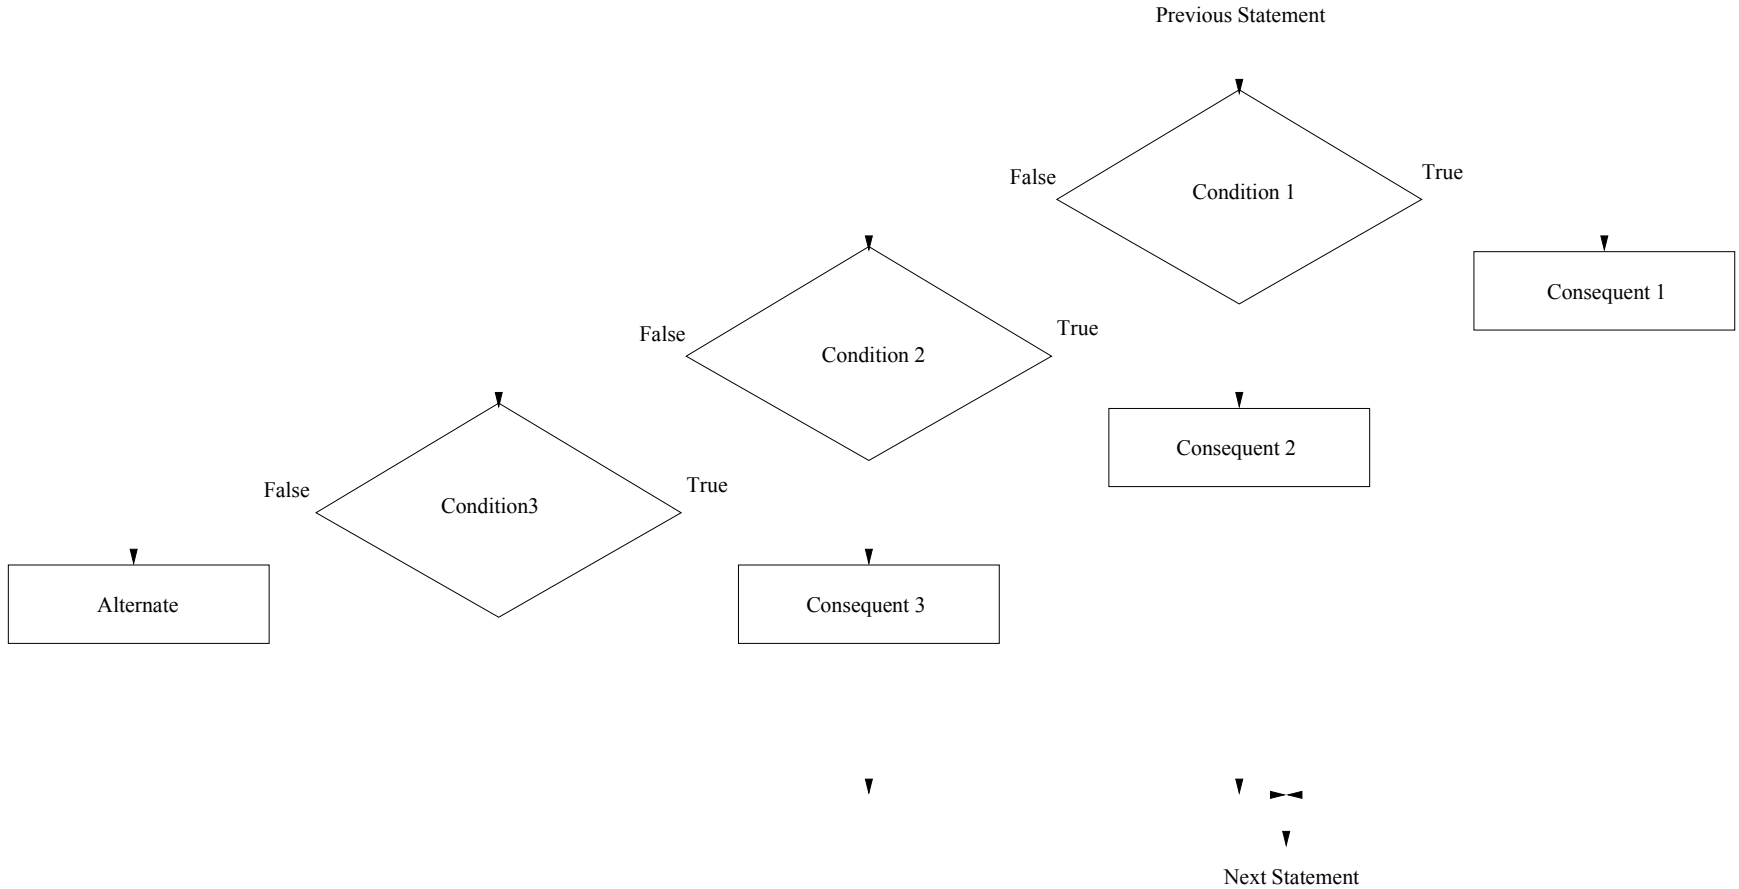 Previous Statement
False
Condition 1
True
Consequent 1
False
Condition 2
True
Consequent 2
False
Condition3
True
Alternate
Consequent 3
Next Statement